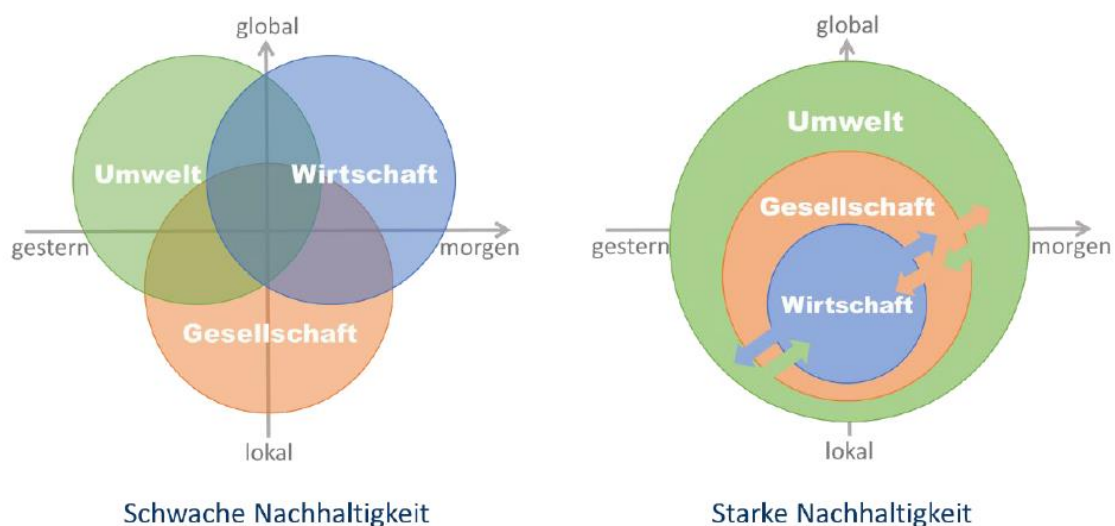 global
Umwelt
Wirtschaft
gestern
morgen
Gesellschaft
lokal
Schwache Nachhaltigkeit
global
Umwelt
Gesellschaft
gestern
morgen
Wirtschaft
lokal
Starke Nachhaltigkeit